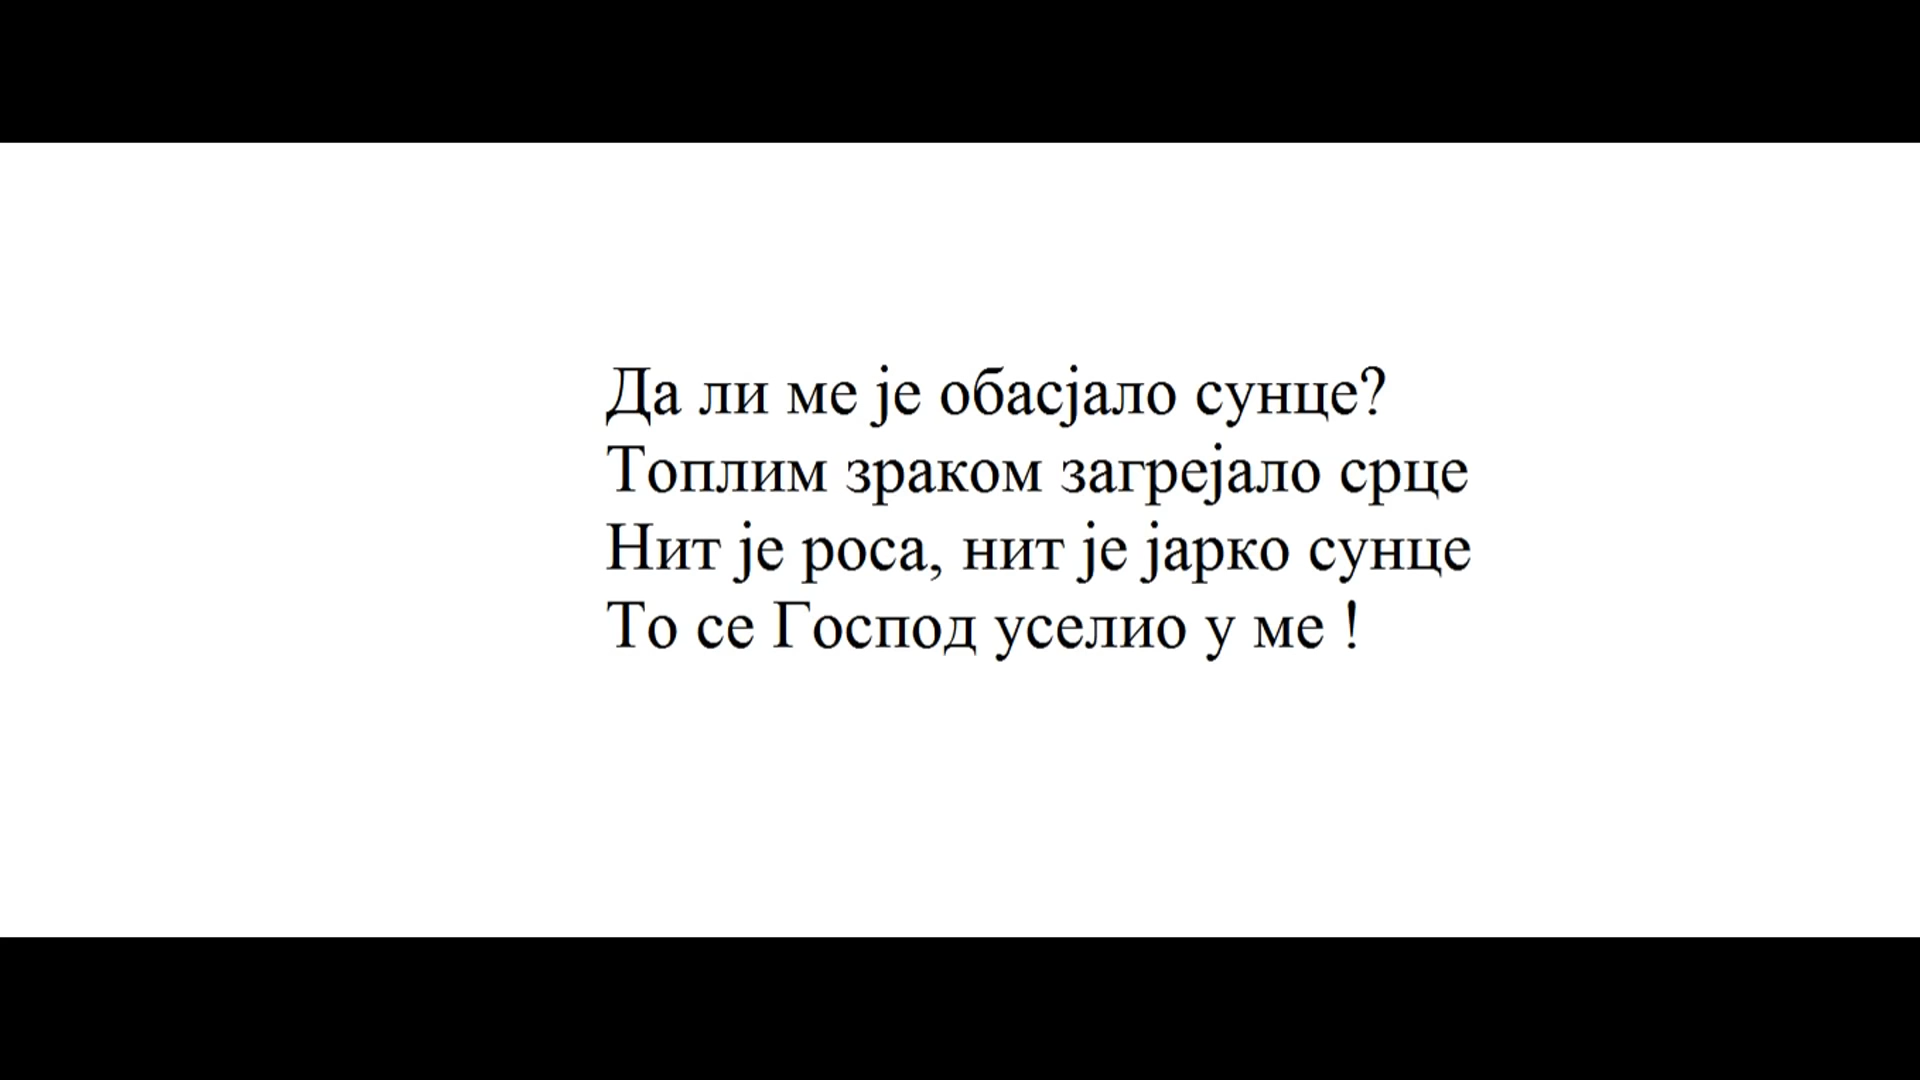 Да ли ме је обасјало сунце?
Топлим зраком загрејало срце
Нит је роса, нит је јарко сунце
То се Господ уселио у ме !